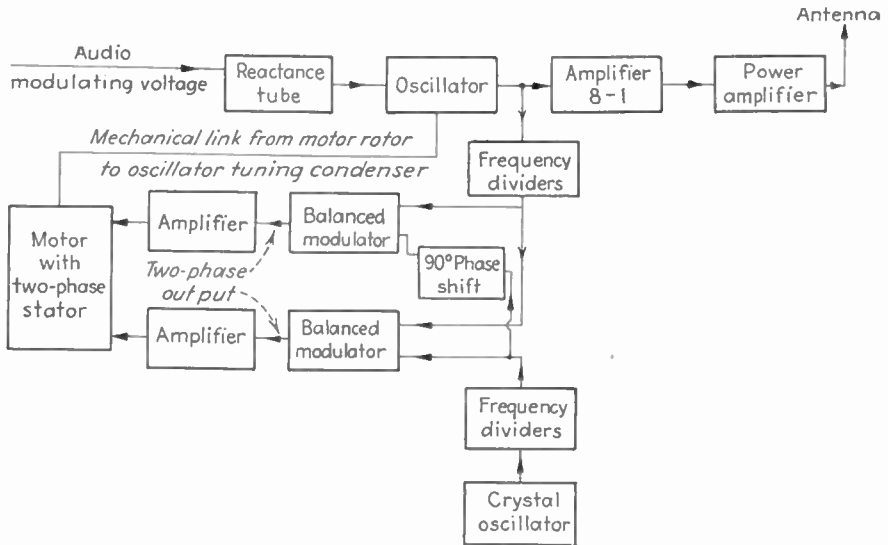 Antenna
Audio
modulating voltage
Reactance
tube
Oscillator
Amplifier
8-1
Power
amplifier
Mechanical link from motor rotor
to oscillator tuning condenser
Frequency
dividers
Motor
with
two-phase
stator
Amplifier
Balanced
modulator
90° Phase
shift
Two-phase
out put
Amplifier
Balanced
modulator
Frequency
dividers
Crystal
oscillator